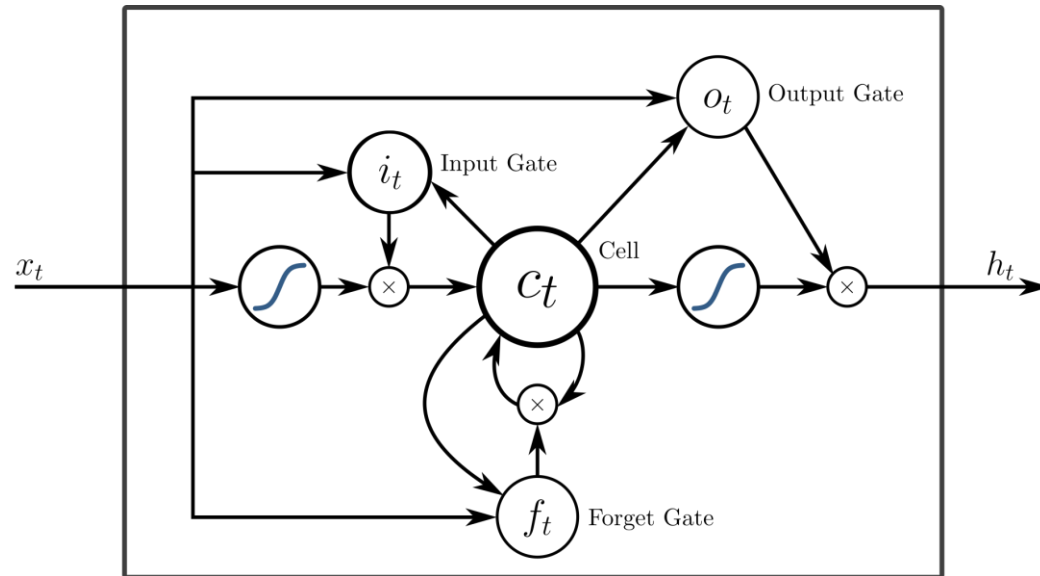 o_t Output Gate
i_t Input Gate
Cell
x_t
×
c_t
×
h_t
×
f_t Forget Gate